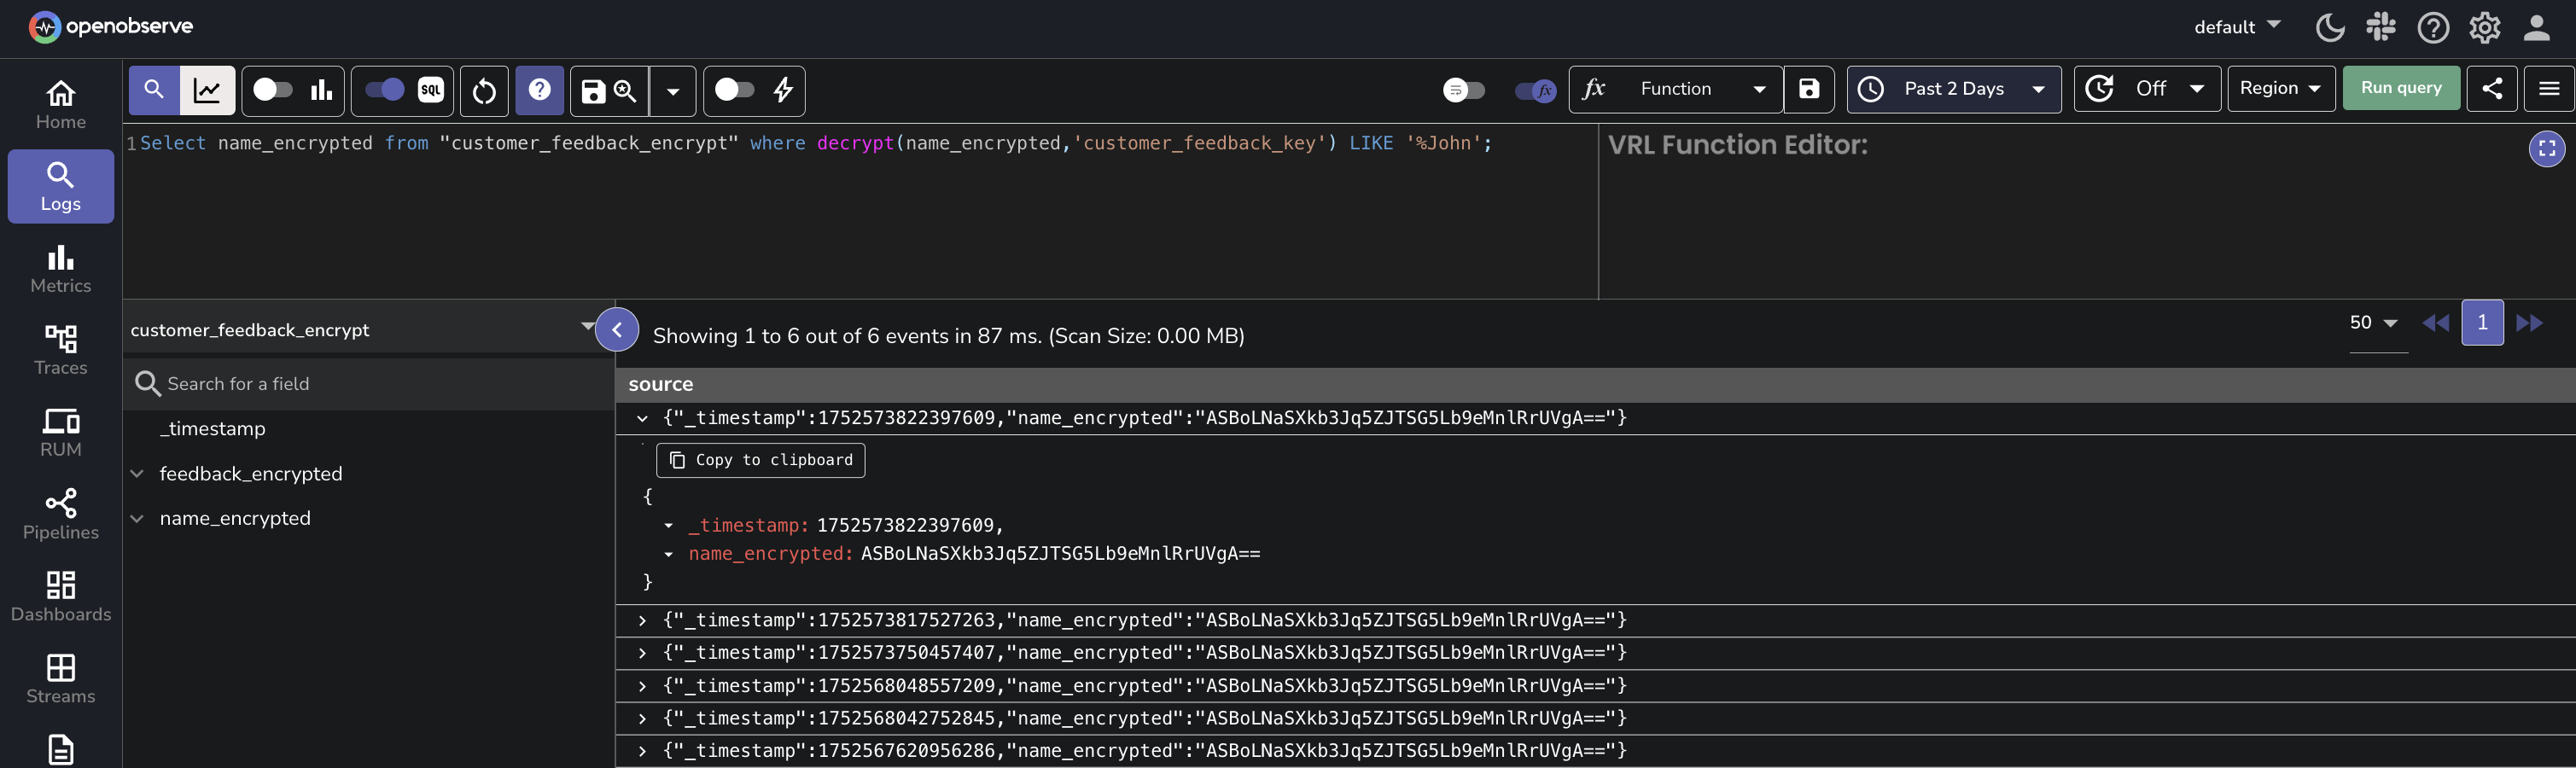 openobserve
default
SQL
fx
fx Function
Past 2 Days
Off
Region
Run query
Home
Logs
Metrics
Traces
RUM
Pipelines
Dashboards
Streams
1 Select name_encrypted from "customer_feedback_encrypt" where decrypt(name_encrypted,'customer_feedback_key') LIKE '%John';
VRL Function Editor:
customer_feedback_encrypt
Search for a field
_timestamp
feedback_encrypted
name_encrypted
Showing 1 to 6 out of 6 events in 87 ms. (Scan Size: 0.00 MB)
50
1
source
{"_timestamp":1752573822397609,"name_encrypted":"ASBoLNaSXkb3Jq5ZJTSG5Lb9eMnlRrUVgA=="}
Copy to clipboard
{
_timestamp: 1752573822397609,
name_encrypted: ASBoLNaSXkb3Jq5ZJTSG5Lb9eMnlRrUVgA==
}
{"_timestamp":1752573817527263,"name_encrypted":"ASBoLNaSXkb3Jq5ZJTSG5Lb9eMnlRrUVgA=="}
{"_timestamp":1752573750457407,"name_encrypted":"ASBoLNaSXkb3Jq5ZJTSG5Lb9eMnlRrUVgA=="}
{"_timestamp":1752568048557209,"name_encrypted":"ASBoLNaSXkb3Jq5ZJTSG5Lb9eMnlRrUVgA=="}
{"_timestamp":1752568042752845,"name_encrypted":"ASBoLNaSXkb3Jq5ZJTSG5Lb9eMnlRrUVgA=="}
{"_timestamp":1752567620956286,"name_encrypted":"ASBoLNaSXkb3Jq5ZJTSG5Lb9eMnlRrUVgA=="}